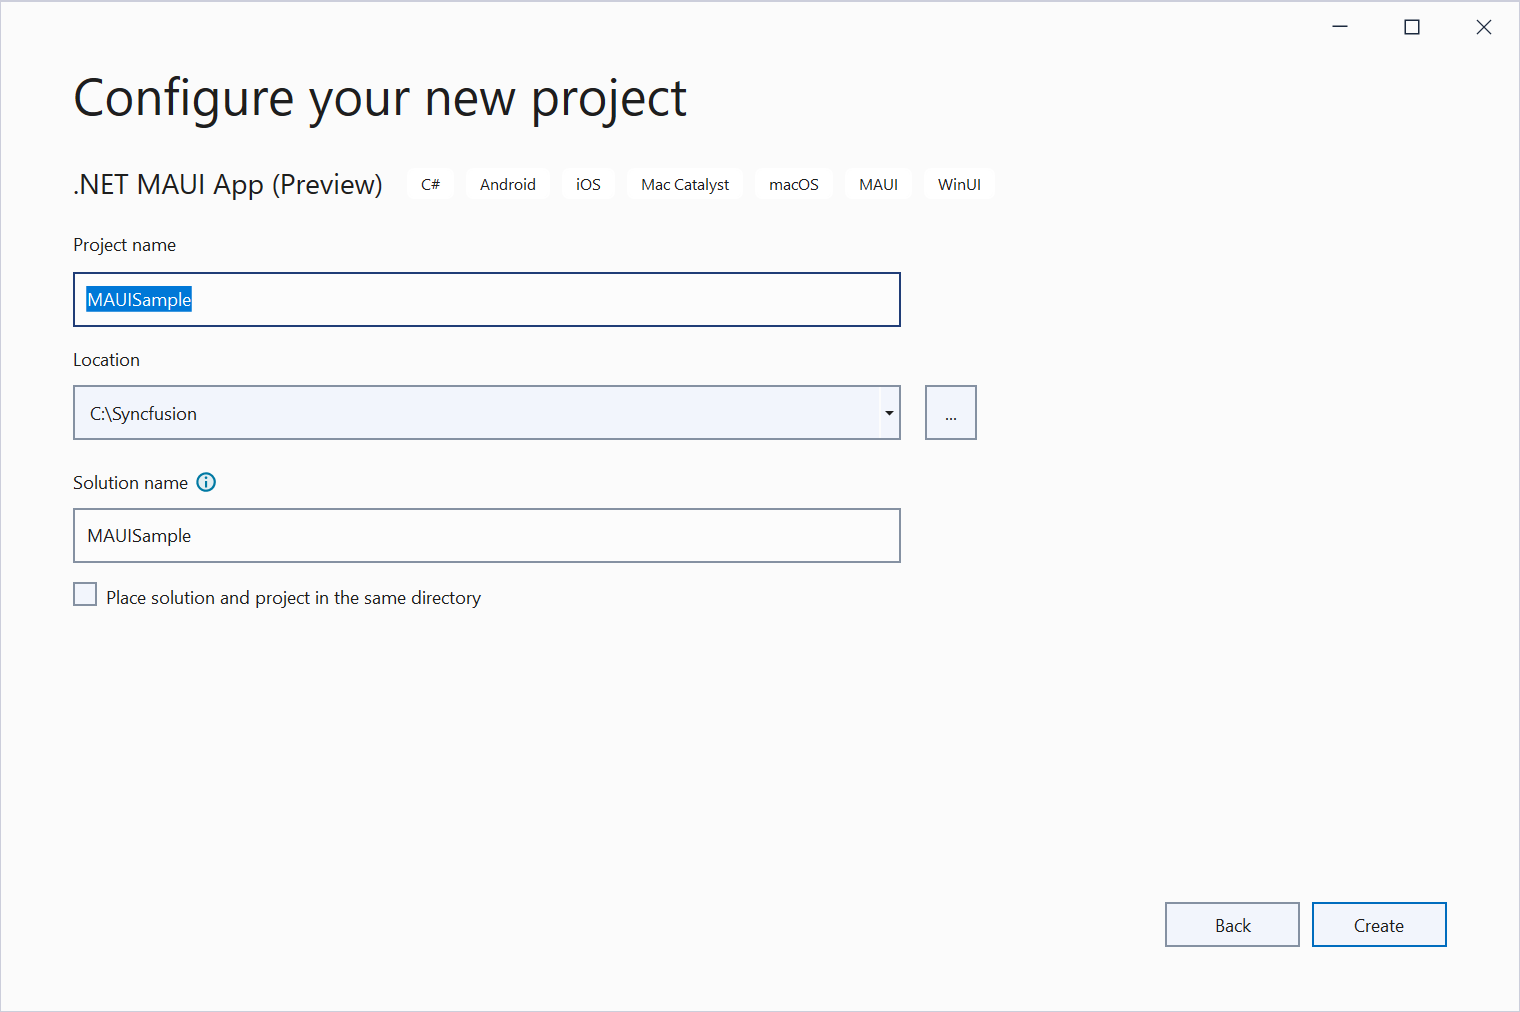 Configure your new project
.NET MAUI App (Preview) C# Android iOS Mac Catalyst macOS MAUI WinUI
Project name
MAUISample
Location
C:\Syncfusion
...
Solution name
MAUISample
Place solution and project in the same directory
Back Create